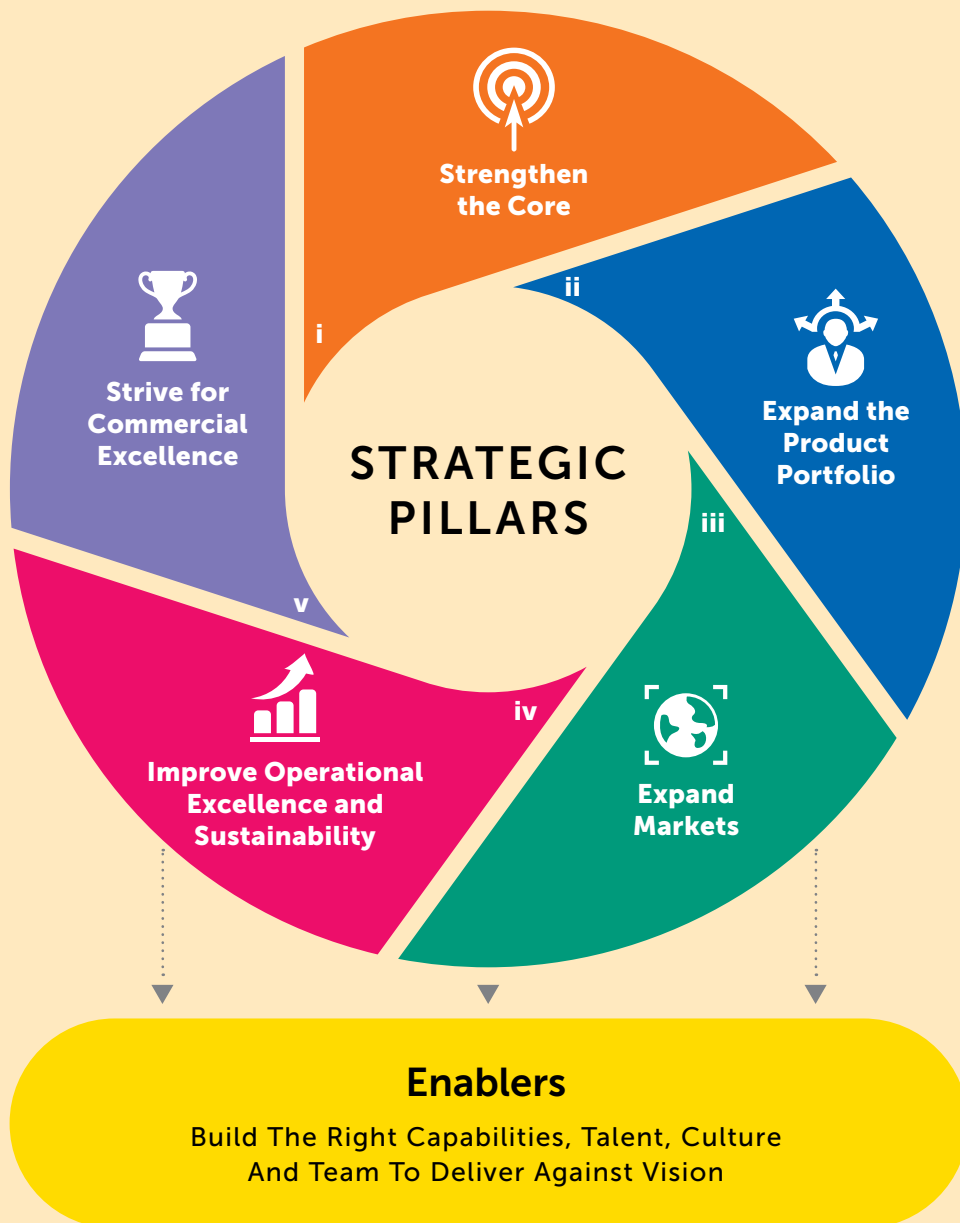 STRATEGIC
PILLARS
i
Strengthen
the Core
ii
Expand the
Product
Portfolio
iii
Expand
Markets
iv
Improve Operational
Excellence and
Sustainability
v
Strive for
Commercial
Excellence
Enablers
Build The Right Capabilities, Talent, Culture
And Team To Deliver Against Vision